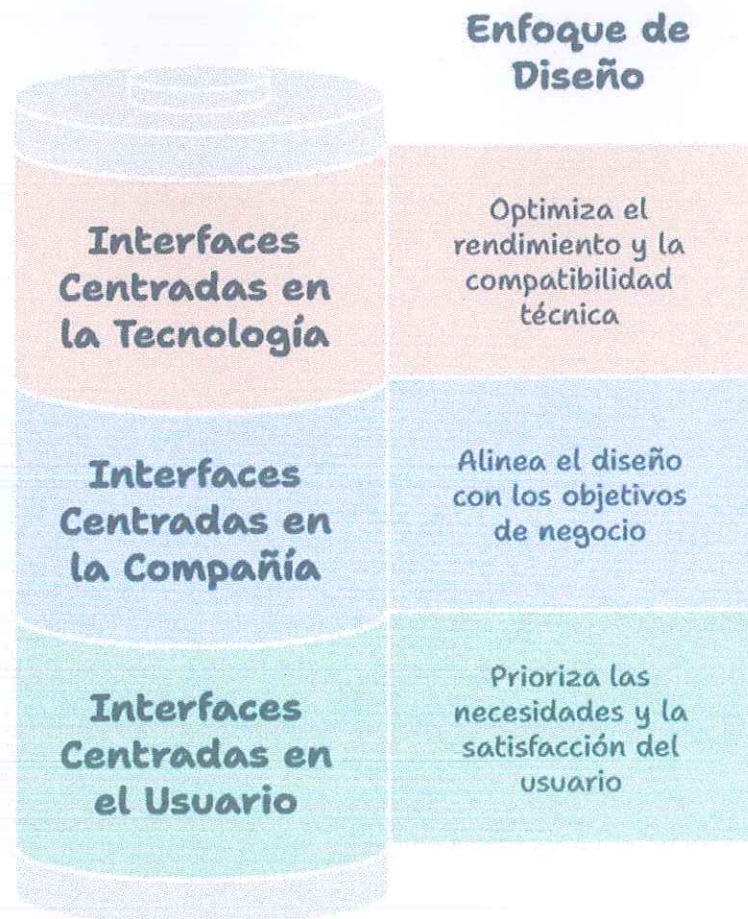 Enfoque de
Diseño
Interfaces
Centradas en
la Tecnología
Optimiza el
rendimiento y la
compatibilidad
técnica
Interfaces
Centradas en
la Compañía
Alinea el diseño
con los objetivos
de negocio
Interfaces
Centradas en
el Usuario
Prioriza las
necesidades y la
satisfacción del
usuario